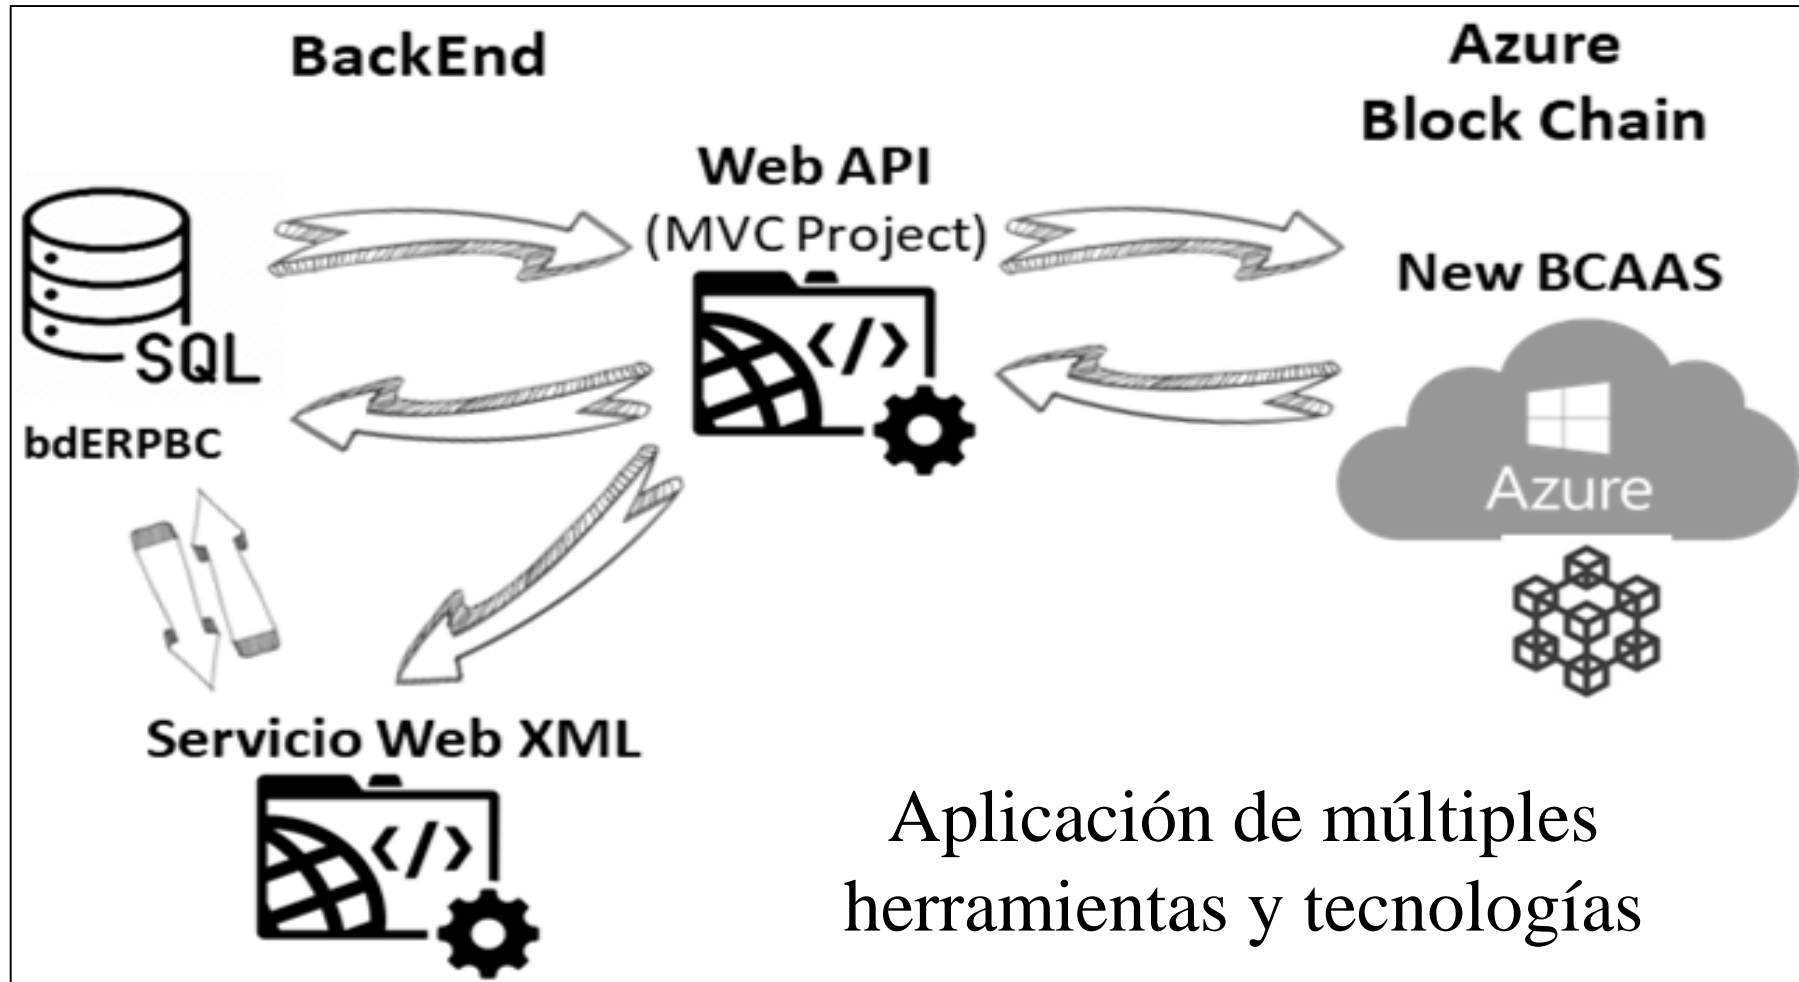 BackEnd
Azure
Block Chain
Web API
(MVC Project)
New BCAAS
SQL
bdERPBC
</>
Azure
Servicio Web XML
</>
Aplicación de múltiples
herramientas y tecnologías